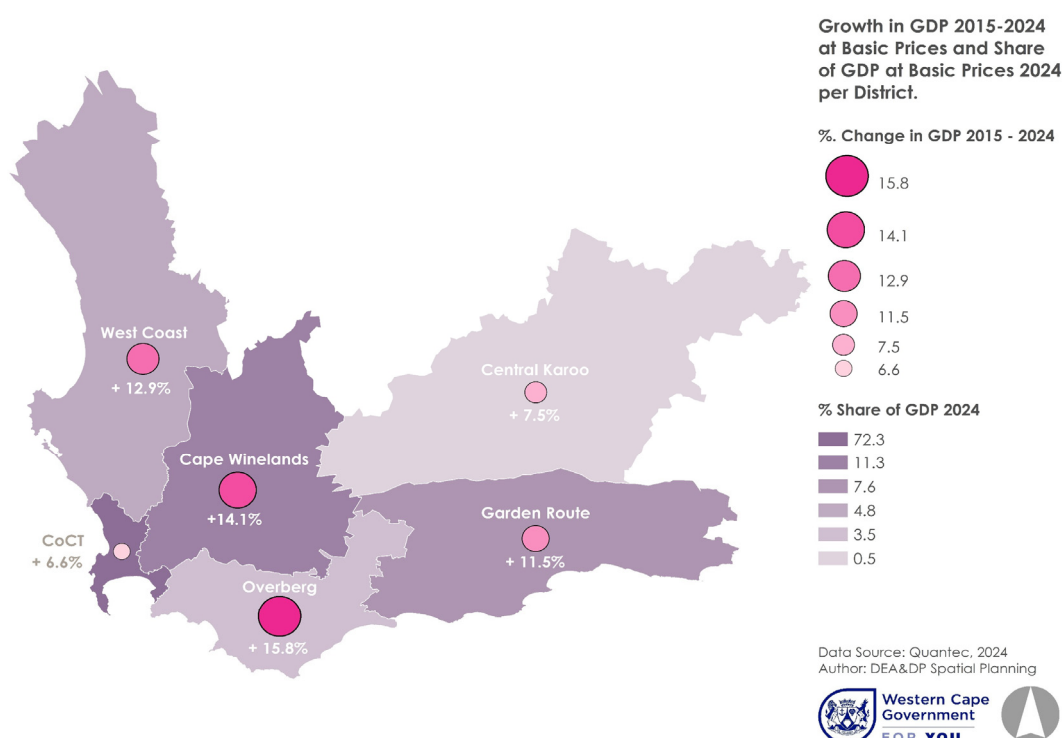 Growth in GDP 2015-2024
at Basic Prices and Share
of GDP at Basic Prices 2024
per District.
%. Change in GDP 2015 - 2024
15.8
14.1
12.9
11.5
7.5
6.6
% Share of GDP 2024
72.3
11.3
7.6
4.8
3.5
0.5
West Coast
+ 12.9%
Central Karoo
+ 7.5%
Cape Winelands
+14.1%
Garden Route
+ 11.5%
CoCT
+ 6.6%
Overberg
+ 15.8%
Data Source: Quantec, 2024
Author: DEA&DP Spatial Planning
Western Cape
Government
FOR YOU